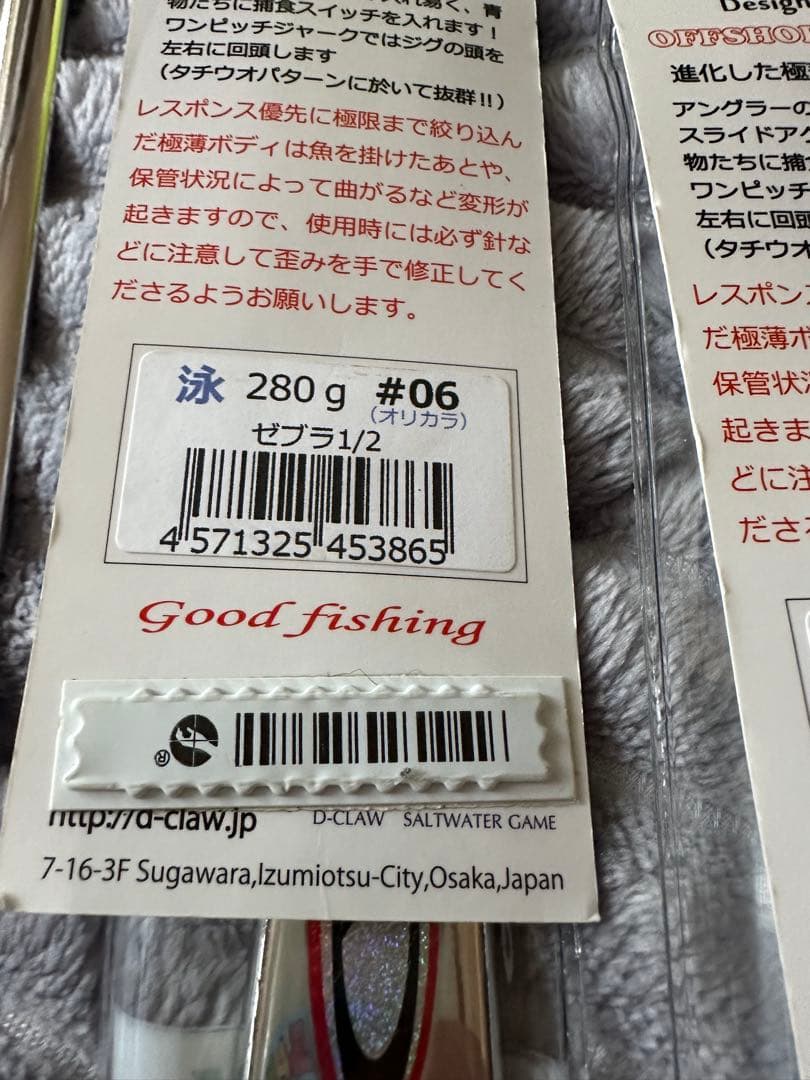 物たちに捕食スイッチを入れます!
ワンピッチジャークではジグの頭を
左右に回頭します
(タチウオパターンに於いて抜群!!)
レスポンス優先に極限まで絞り込ん
だ極薄ボディは魚を掛けたあとや、
保管状況によって曲がるなど変形が
起きますので、使用時には必ず針な
どに注意して歪みを手で修正してく
ださるようお願いします。
泳 280g #06
(オリカラ)
ゼブラ1/2
4 571325 453865
Good fishing
®
http://d-claw.jp D-CLAW SALTWATER GAME
7-16-3F Sugawara,Izumiotsu-City,Osaka,Japan
Design
OFFSHO
進化した極
アングラーの
スライドアク
物たちに捕
ワンピッチ
左右に回頭
(タチウオ
レスポン
だ極薄ボ
保管状況
起きま
どに注
ださ